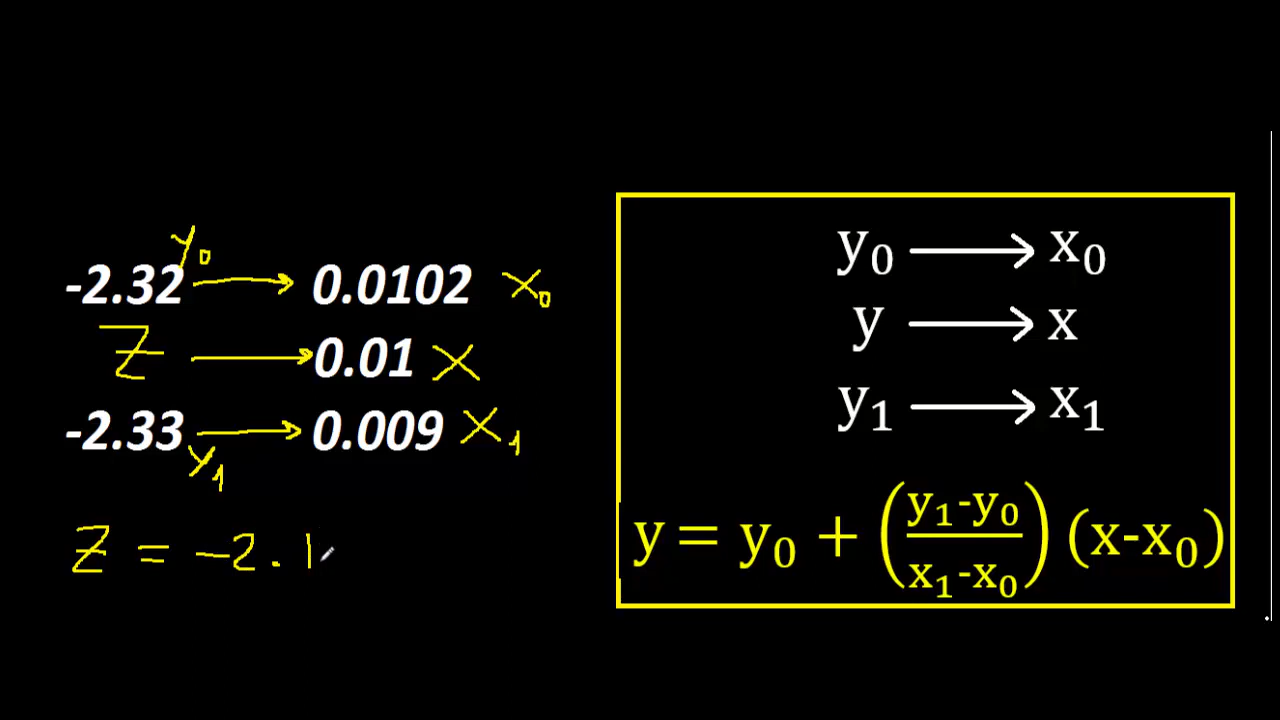 y₀
-2.32 → 0.0102 x₀
Z → 0.01 x
-2.33 → 0.009 x₁
y₁
Z = -2.1
y₀ → x₀
y → x
y₁ → x₁
y = y₀ + ((y₁-y₀)/(x₁-x₀)) (x-x₀)